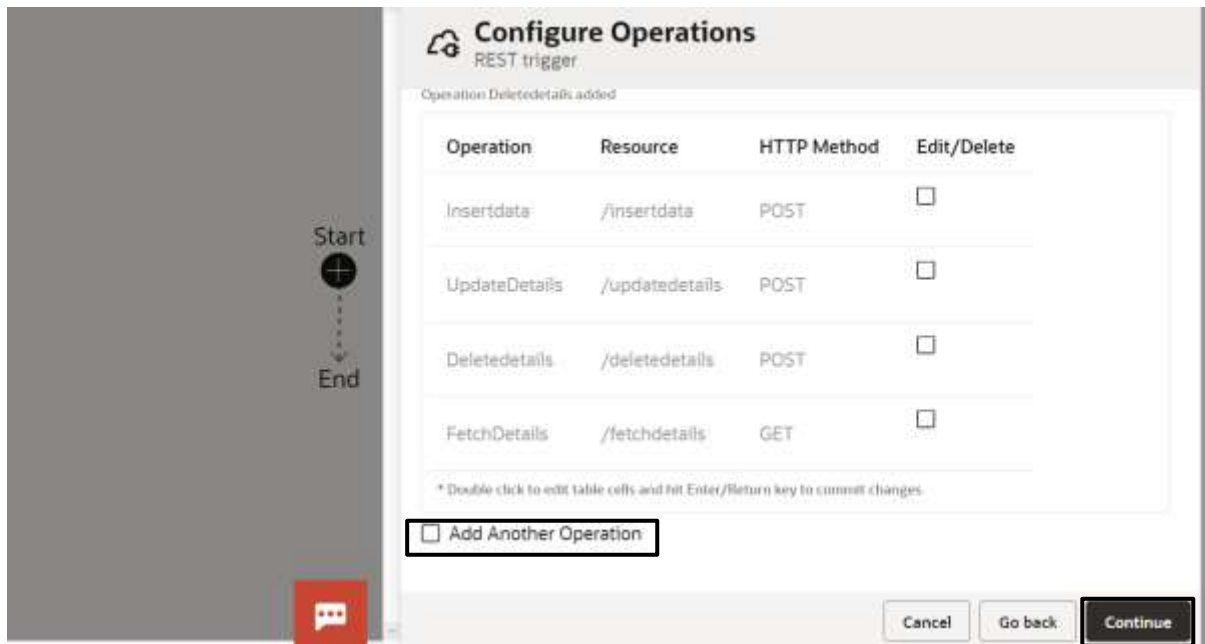 Configure Operations
REST trigger
Operation Deletedetails added
Operation Resource HTTP Method Edit/Delete
Insertdata /insertdata POST
UpdateDetails /updatedetails POST
Deletedetails /deletedetails POST
FetchDetails /fetchdetails GET
* Double click to edit table cells and hit Enter/Return key to commit changes
Add Another Operation
Start
End
Cancel Go back Continue